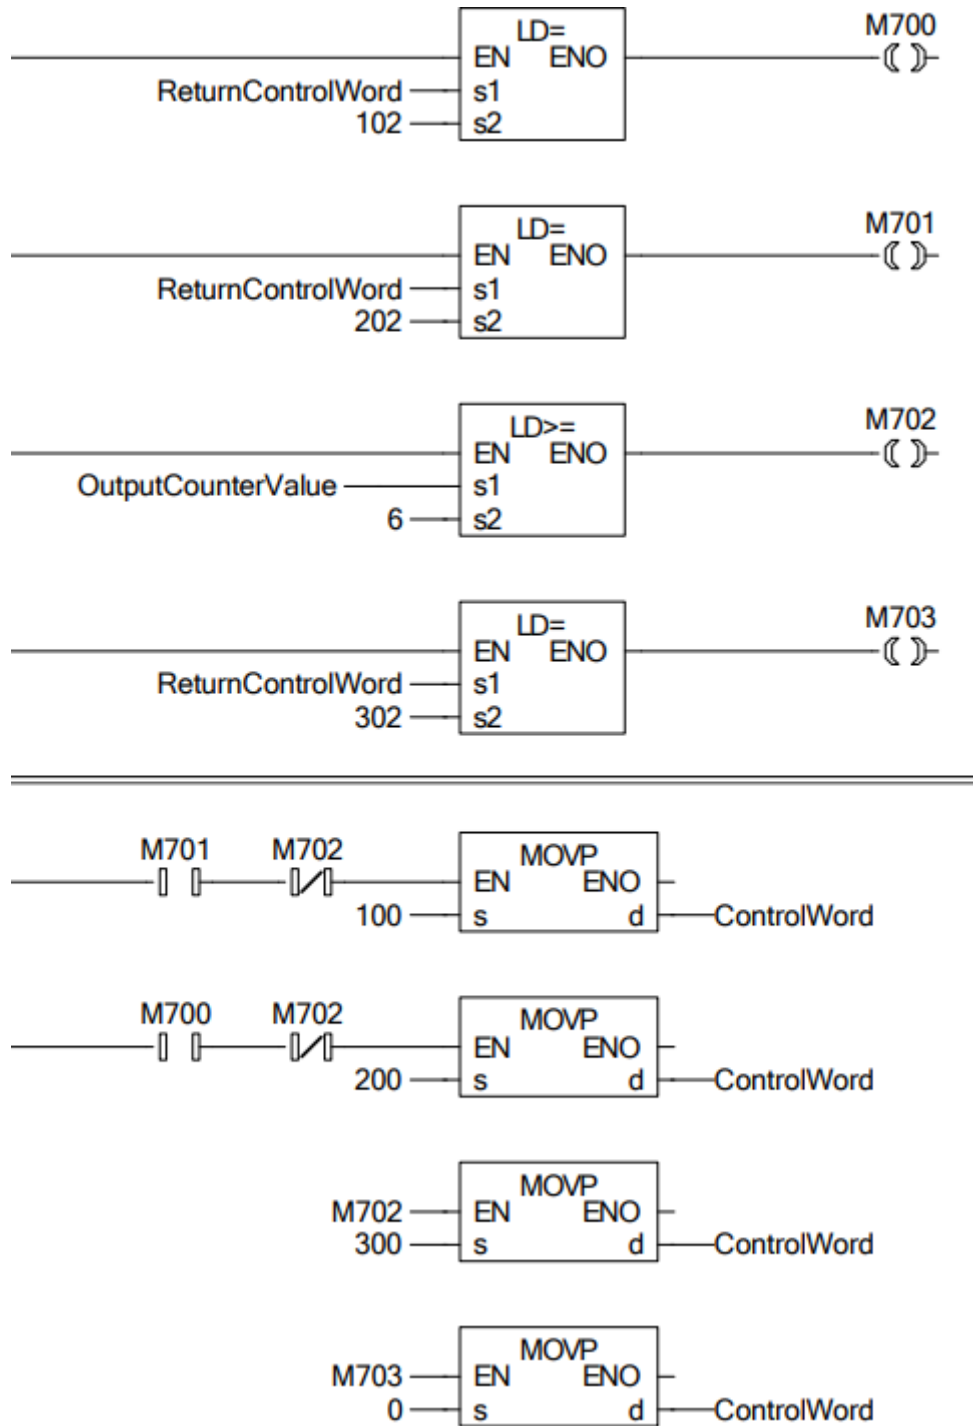 LD= M700
EN ENO
ReturnControlWord s1
102 s2
LD= M701
EN ENO
ReturnControlWord s1
202 s2
LD>= M702
EN ENO
OutputCounterValue s1
6 s2
LD= M703
EN ENO
ReturnControlWord s1
302 s2
M701 M702 MOVP
EN ENO
100 s d ControlWord
M700 M702 MOVP
EN ENO
200 s d ControlWord
MOVP
M702 EN ENO
300 s d ControlWord
MOVP
M703 EN ENO
0 s d ControlWord